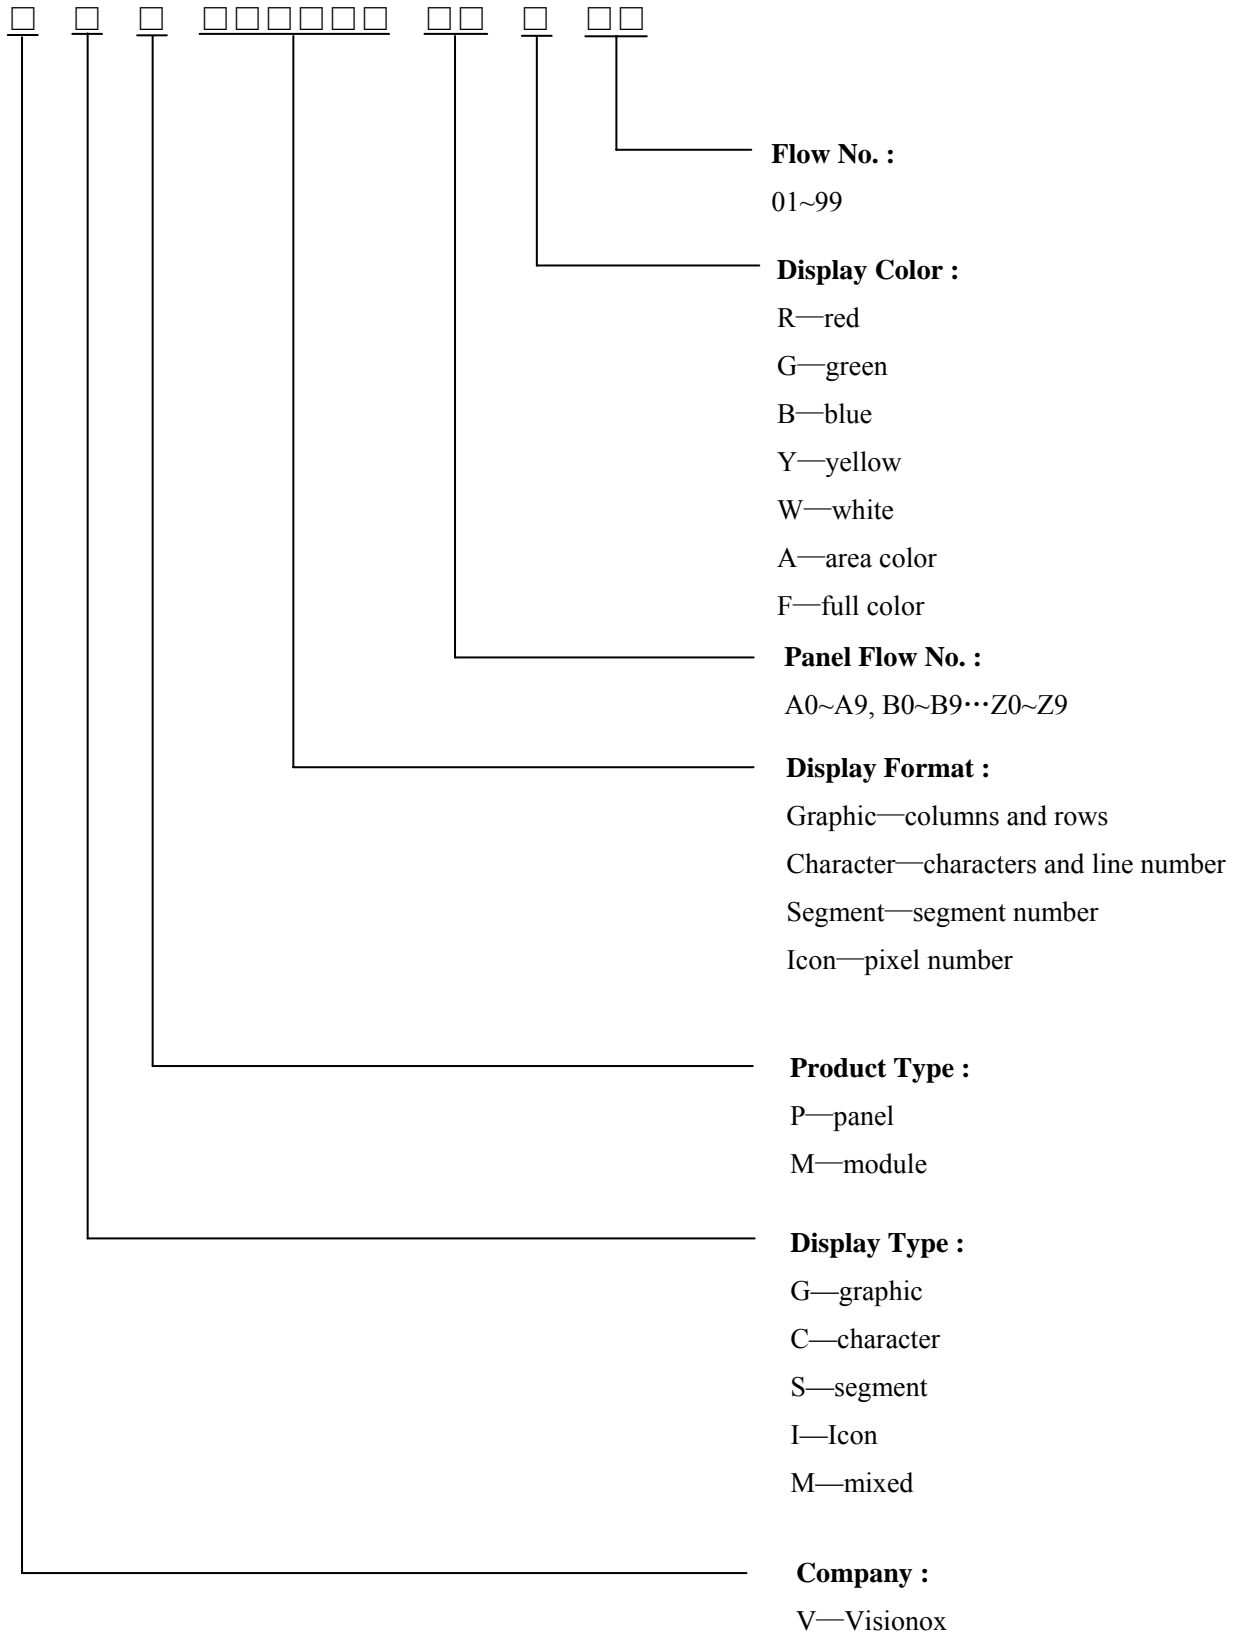 □ □ □ □□□□□□ □□ □ □□
Flow No. :
01~99
Display Color :
R—red
G—green
B—blue
Y—yellow
W—white
A—area color
F—full color
Panel Flow No. :
A0~A9, B0~B9⋯Z0~Z9
Display Format :
Graphic—columns and rows
Character—characters and line number
Segment—segment number
Icon—pixel number
Product Type :
P—panel
M—module
Display Type :
G—graphic
C—character
S—segment
I—Icon
M—mixed
Company :
V—Visionox